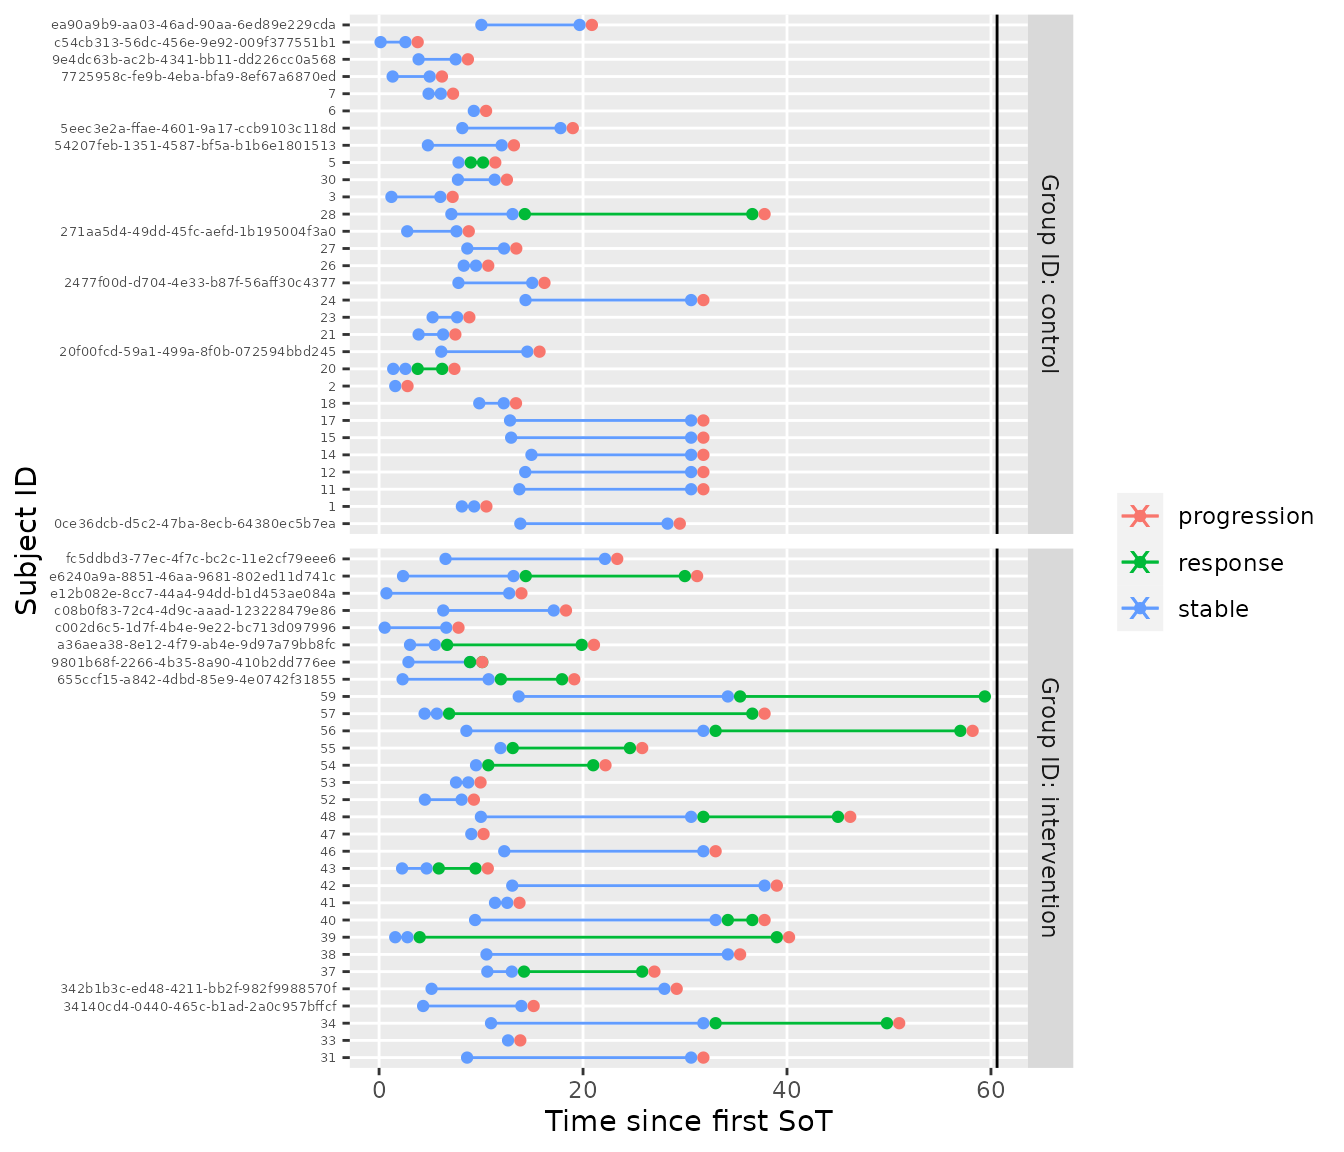 Subject ID
ea90a9b9-aa03-46ad-90aa-6ed89e229cda
c54cb313-56dc-456e-9e92-009f377551b1
9e4dc63b-ac2b-4341-bb11-dd226cc0a568
7725958c-fe9b-4eba-bfa9-8ef67a6870ed
7
6
5eec3e2a-ffae-4601-9a17-ccb9103c118d
54207feb-1351-4587-bf5a-b1b6e1801513
5
30
3
28
271aa5d4-49dd-45fc-aefd-1b195004f3a0
27
26
2477f00d-d704-4e33-b87f-56aff30c4377
24
23
21
20f00fcd-59a1-499a-8f0b-072594bbd245
20
2
18
17
15
14
12
11
1
0ce36dcb-d5c2-47ba-8ecb-64380ec5b7ea
Group ID: control
fc5ddbd3-77ec-4f7c-bc2c-11e2cf79eee6
e6240a9a-8851-46aa-9681-802ed11d741c
e12b082e-8cc7-44a4-94dd-b1d453ae084a
c08b0f83-72c4-4d9c-aaad-123228479e86
c002d6c5-1d7f-4b4e-9e22-bc713d097996
a36aea38-8e12-4f79-ab4e-9d97a79bb8fc
9801b68f-2266-4b35-8a90-410b2dd776ee
655ccf15-a842-4dbd-85e9-4e0742f31855
59
57
56
55
54
53
52
48
47
46
43
42
41
40
39
38
37
342b1b3c-ed48-4211-bb2f-982f9988570f
34140cd4-0440-465c-b1ad-2a0c957bffcf
34
33
31
Group ID: intervention
0 20 40 60
Time since first SoT
progression
response
stable